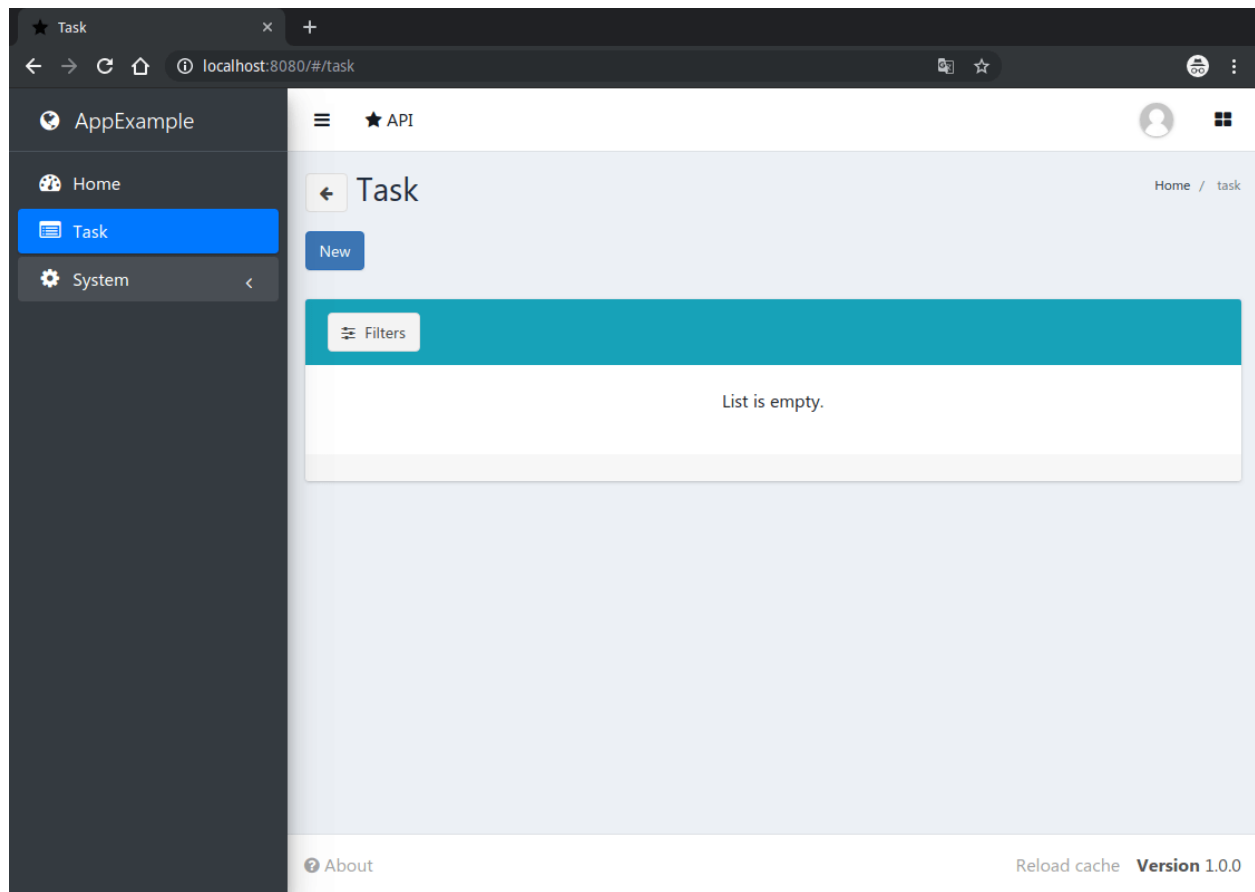 Task
localhost:8080/#/task
AppExample
API
Home
Task
Home / task
Task
New
System
Filters
List is empty.
About
Reload cache Version 1.0.0